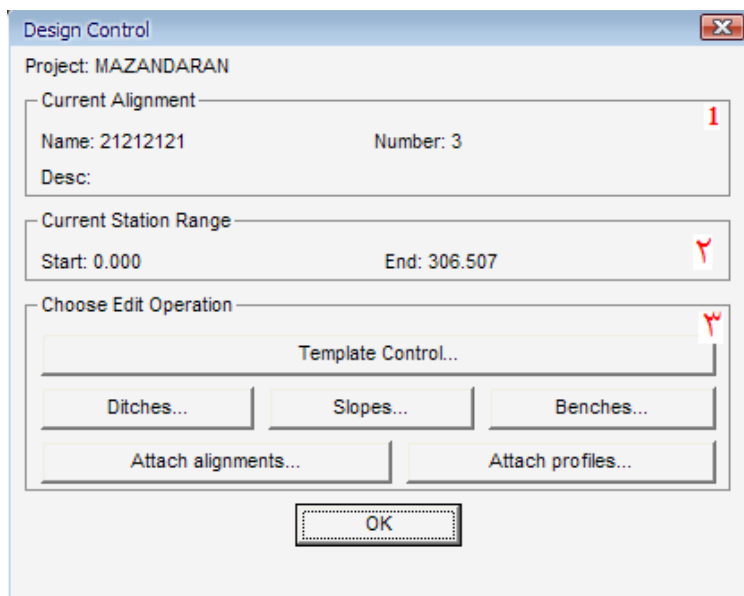 Design Control
Project: MAZANDARAN
Current Alignment
1
Name: 21212121 Number: 3
Desc:
Current Station Range
Start: 0.000 End: 306.507
۲
Choose Edit Operation
۳
Template Control...
Ditches... Slopes... Benches...
Attach alignments... Attach profiles...
OK